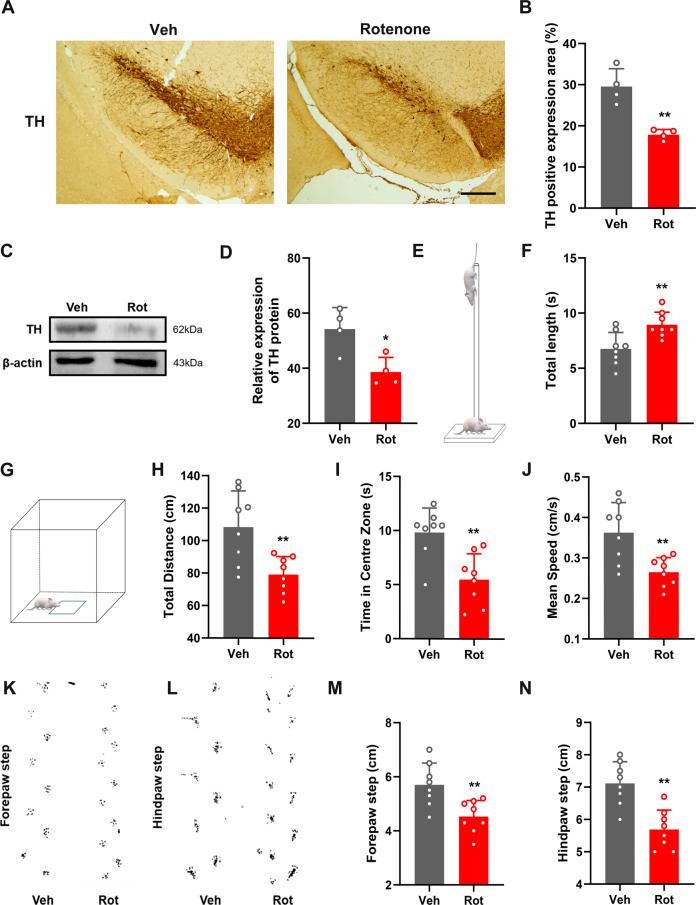 A
Veh
Rotenone
TH
B
TH positive expression area (%)
40
30
20
10
0
**
Veh
Rot
C
Veh
Rot
TH
62kDa
β-actin
43kDa
D
Relative expression
of TH protein
80
60
40
20
*
Veh
Rot
E
F
Total length (s)
15
10
5
0
**
Veh
Rot
G
H
Total Distance (cm)
140
120
100
80
60
40
**
Veh
Rot
I
Time in Centre Zone (s)
15
10
5
0
**
Veh
Rot
J
Mean Speed (cm/s)
0.5
0.4
0.3
0.2
0.1
**
Veh
Rot
K
Forepaw step
Veh
Rot
L
Hindpaw step
Veh
Rot
M
Forepaw step (cm)
8
6
4
2
**
Veh
Rot
N
Hindpaw step (cm)
9
8
7
6
5
4
**
Veh
Rot